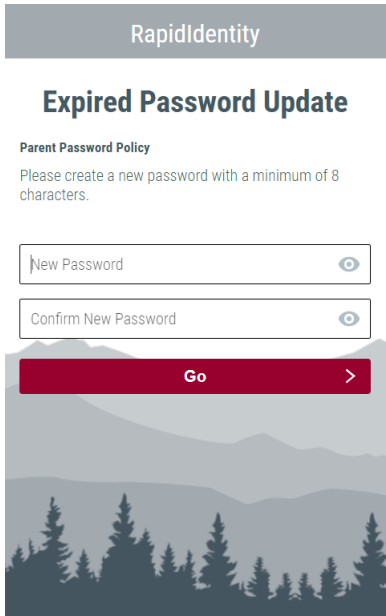 RapidIdentity
Expired Password Update
Parent Password Policy
Please create a new password with a minimum of 8
characters.
New Password
Confirm New Password
Go